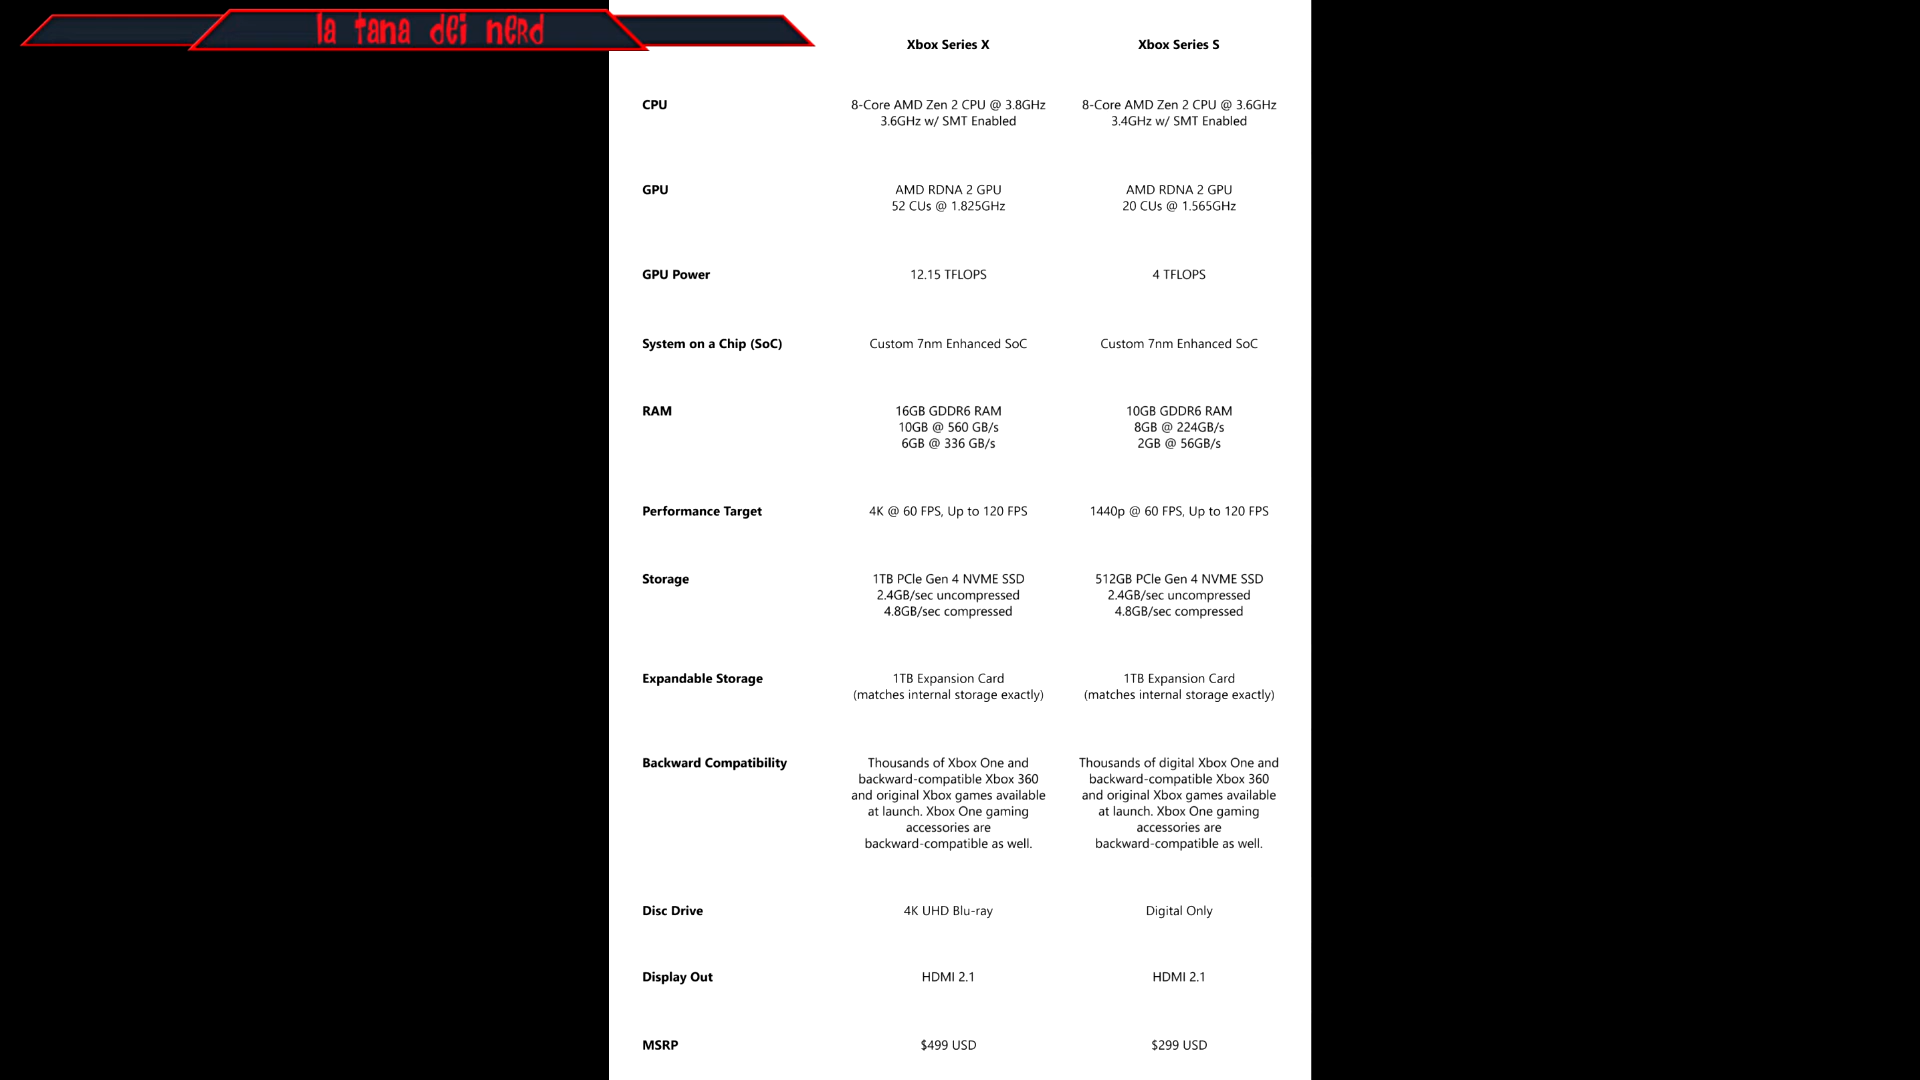 la tana dei nerd
Xbox Series X Xbox Series S
CPU 8-Core AMD Zen 2 CPU @ 3.8GHz 8-Core AMD Zen 2 CPU @ 3.6GHz
3.6GHz w/ SMT Enabled 3.4GHz w/ SMT Enabled
GPU AMD RDNA 2 GPU AMD RDNA 2 GPU
52 CUs @ 1.825GHz 20 CUs @ 1.565GHz
GPU Power 12.15 TFLOPS 4 TFLOPS
System on a Chip (SoC) Custom 7nm Enhanced SoC Custom 7nm Enhanced SoC
RAM 16GB GDDR6 RAM 10GB GDDR6 RAM
10GB @ 560 GB/s 8GB @ 224GB/s
6GB @ 336 GB/s 2GB @ 56GB/s
Performance Target 4K @ 60 FPS, Up to 120 FPS 1440p @ 60 FPS, Up to 120 FPS
Storage 1TB PCle Gen 4 NVME SSD 512GB PCle Gen 4 NVME SSD
2.4GB/sec uncompressed 2.4GB/sec uncompressed
4.8GB/sec compressed 4.8GB/sec compressed
Expandable Storage 1TB Expansion Card 1TB Expansion Card
(matches internal storage exactly) (matches internal storage exactly)
Backward Compatibility Thousands of Xbox One and Thousands of digital Xbox One and
backward-compatible Xbox 360 backward-compatible Xbox 360
and original Xbox games available and original Xbox games available
at launch. Xbox One gaming at launch. Xbox One gaming
accessories are accessories are
backward-compatible as well. backward-compatible as well.
Disc Drive 4K UHD Blu-ray Digital Only
Display Out HDMI 2.1 HDMI 2.1
MSRP $499 USD $299 USD